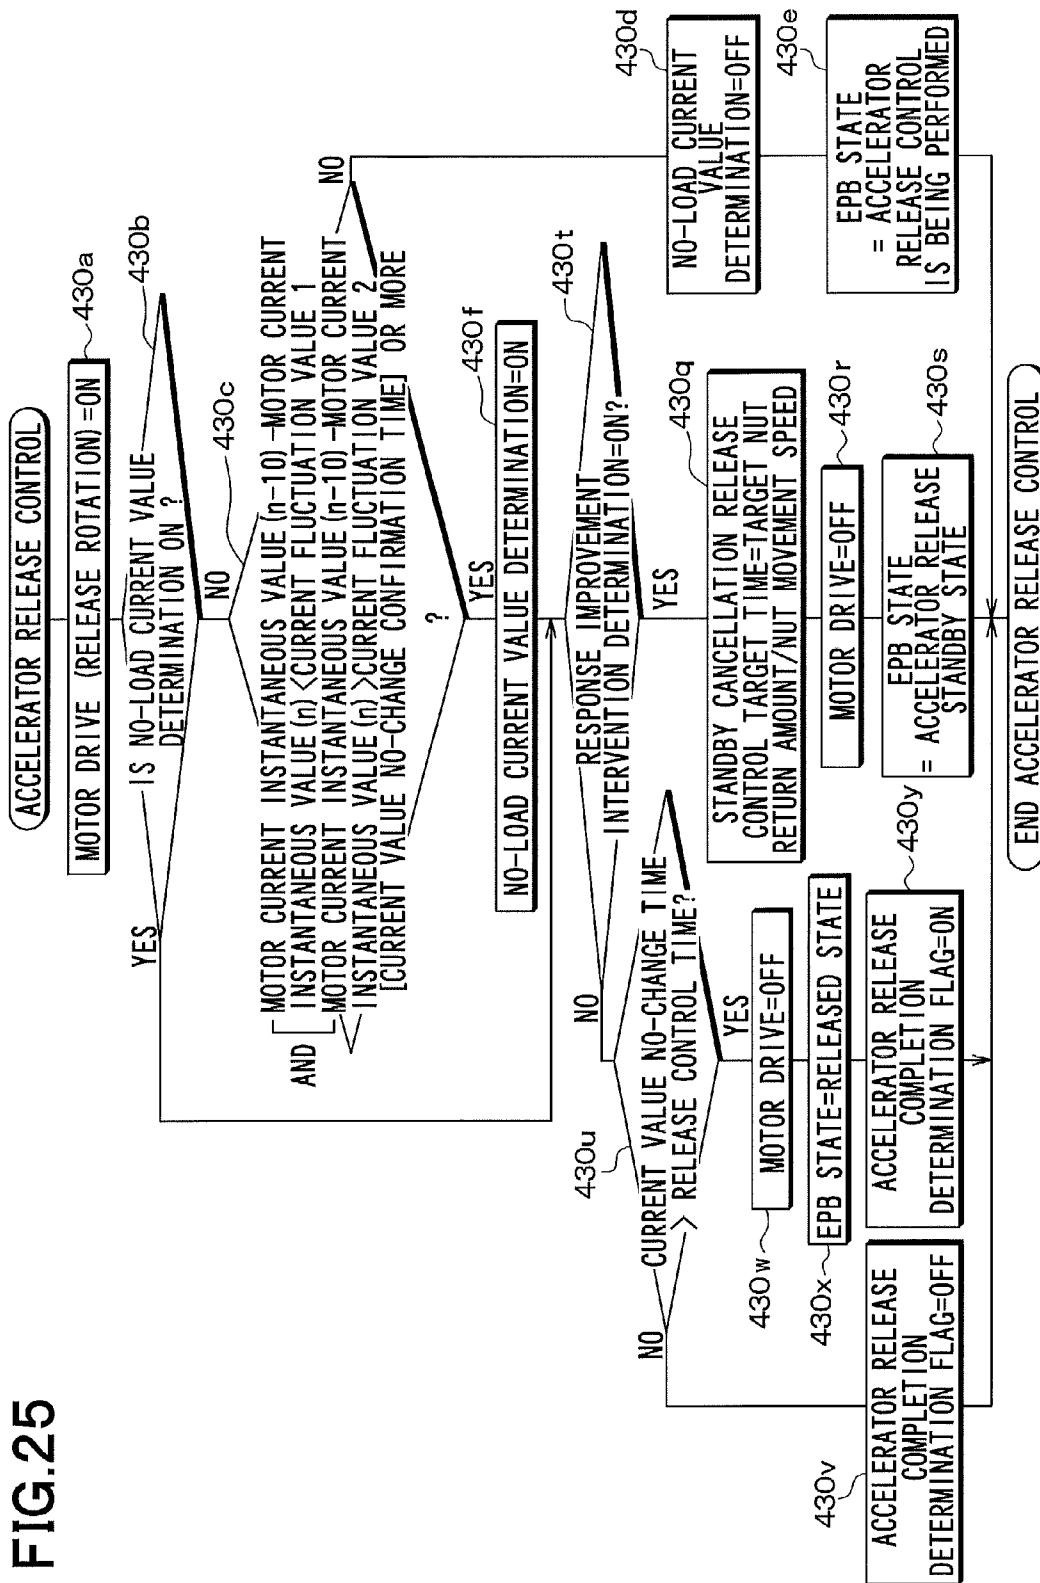 FIG.25
ACCELERATOR RELEASE CONTROL
MOTOR DRIVE (RELEASE ROTATION)=ON
430a
IS NO-LOAD CURRENT VALUE
DETERMINATION ON ?
430b
YES
NO
430c
AND
MOTOR CURRENT INSTANTANEOUS VALUE(n-10)-MOTOR CURRENT
INSTANTANEOUS VALUE(n)<CURRENT FLUCTUATION VALUE 1
MOTOR CURRENT INSTANTANEOUS VALUE(n-10)-MOTOR CURRENT
INSTANTANEOUS VALUE(n)>CURRENT FLUCTUATION VALUE 2
[CURRENT VALUE NO-CHANGE CONFIRMATION TIME] OR MORE
?
NO
YES
430f
NO-LOAD CURRENT VALUE DETERMINATION=ON
430t
RESPONSE IMPROVEMENT
INTERVENTION DETERMINATION=ON?
NO
YES
430u
CURRENT VALUE NO-CHANGE TIME
> RELEASE CONTROL TIME?
NO
YES
430q
STANDBY CANCELLATION RELEASE
CONTROL TARGET TIME=TARGET NUT
RETURN AMOUNT/NUT MOVEMENT SPEED
430d
NO-LOAD CURRENT
VALUE
DETERMINATION=OFF
430w
MOTOR DRIVE=OFF
430r
MOTOR DRIVE=OFF
430x
EPB STATE=RELEASED STATE
430s
EPB STATE
= ACCELERATOR RELEASE
STANDBY STATE
430e
EPB STATE
= ACCELERATOR
RELEASE CONTROL
IS BEING PERFORMED
430v
ACCELERATOR RELEASE
COMPLETION
DETERMINATION FLAG=OFF
430y
ACCELERATOR RELEASE
COMPLETION
DETERMINATION FLAG=ON
END ACCELERATOR RELEASE CONTROL